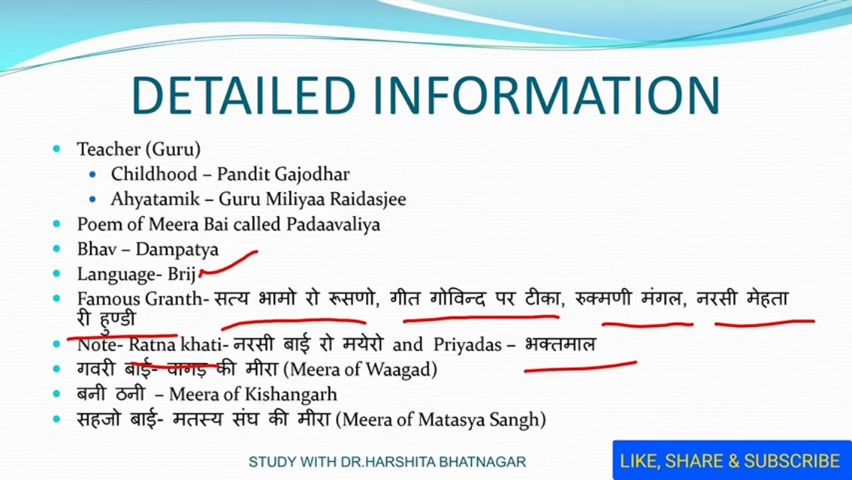 DETAILED INFORMATION
Teacher (Guru)
Childhood – Pandit Gajodhar
Ahyatamik – Guru Miliyaa Raidasjee
Poem of Meera Bai called Padaavaliya
Bhav – Dampatya
Language- Brij
Famous Granth- सत्य भामो रो रूसणो, गीत गोविन्द पर टीका, रुक्मणी मंगल, नरसी मेहता
री हुण्डी
Note- Ratna khati- नरसी बाई रो मयेरो and Priyadas – भक्तमाल
गवरी बाई- वागड़ की मीरा (Meera of Waagad)
बनी ठनी – Meera of Kishangarh
सहजो बाई- मतस्य संघ की मीरा (Meera of Matasya Sangh)
STUDY WITH DR.HARSHITA BHATNAGAR
LIKE, SHARE & SUBSCRIBE